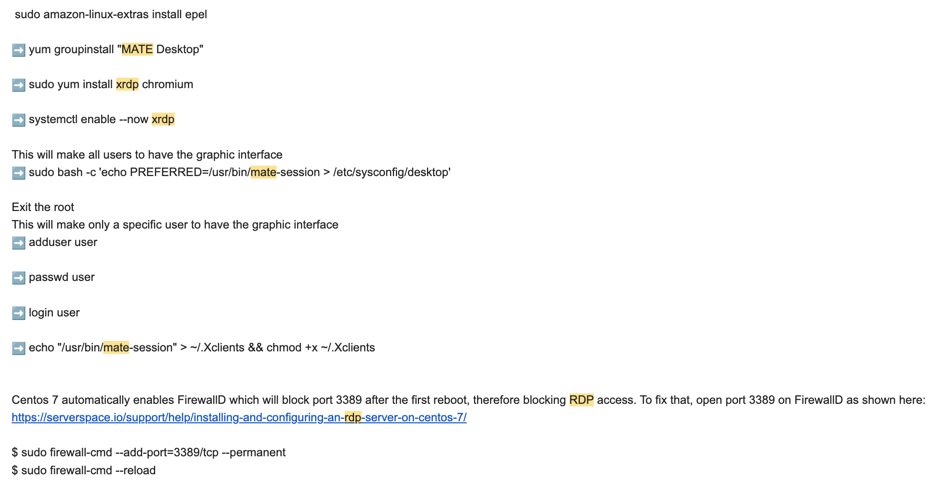 sudo amazon-linux-extras install epel
➡️ yum groupinstall "MATE Desktop"
➡️ sudo yum install xrdp chromium
➡️ systemctl enable --now xrdp
This will make all users to have the graphic interface
➡️ sudo bash -c 'echo PREFERRED=/usr/bin/mate-session > /etc/sysconfig/desktop'
Exit the root
This will make only a specific user to have the graphic interface
➡️ adduser user
➡️ passwd user
➡️ login user
➡️ echo "/usr/bin/mate-session" > ~/.Xclients && chmod +x ~/.Xclients
Centos 7 automatically enables FirewallD which will block port 3389 after the first reboot, therefore blocking RDP access. To fix that, open port 3389 on FirewallD as shown here:
https://serverspace.io/support/help/installing-and-configuring-an-rdp-server-on-centos-7/
$ sudo firewall-cmd --add-port=3389/tcp --permanent
$ sudo firewall-cmd --reload